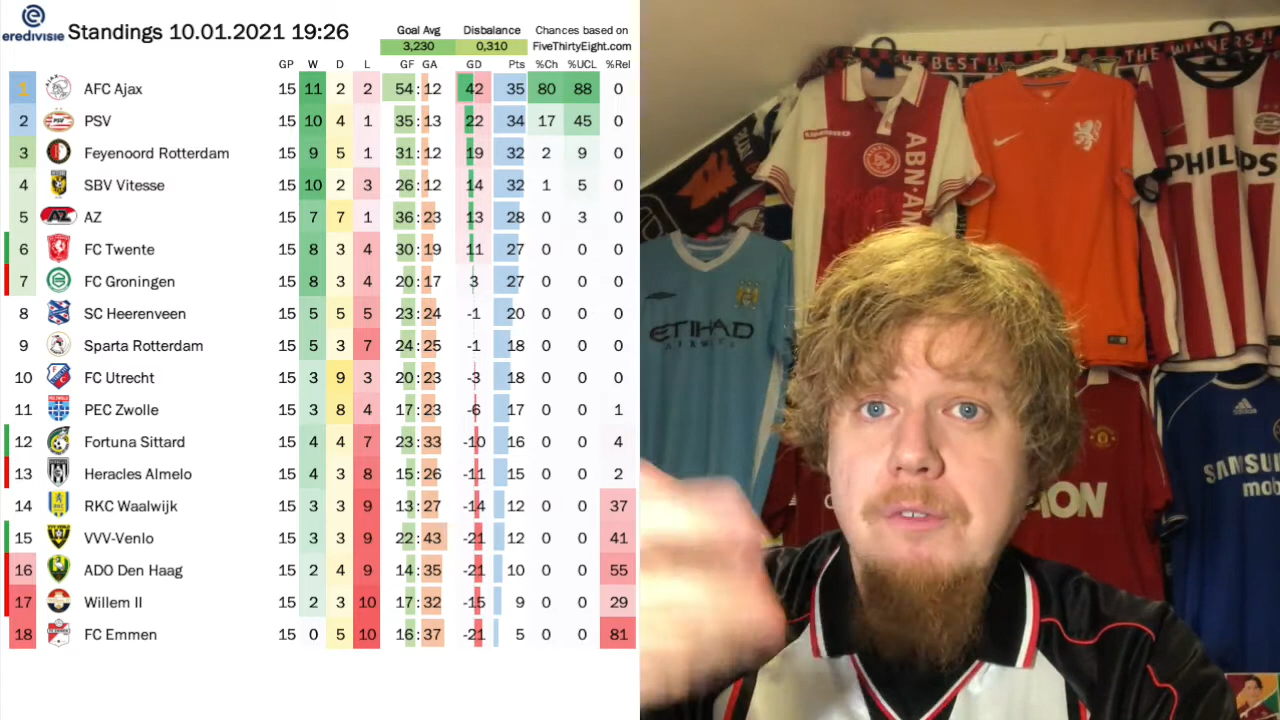 eredivisie
Standings 10.01.2021 19:26
Goal Avg Disbalance Chances based on
3,230 0,310 FiveThirtyEight.com
GP W D L GF GA GD Pts %Ch %UCL %Rel
1 AFC Ajax 15 11 2 2 54:12 42 35 80 88 0
2 PSV 15 10 4 1 35:13 22 34 17 45 0
3 Feyenoord Rotterdam 15 9 5 1 31:12 19 32 2 9 0
4 SBV Vitesse 15 10 2 3 26:12 14 32 1 5 0
5 AZ 15 7 7 1 36:23 13 28 0 3 0
6 FC Twente 15 8 3 4 30:19 11 27 0 0 0
7 FC Groningen 15 8 3 4 20:17 3 27 0 0 0
8 SC Heerenveen 15 5 5 5 23:24 -1 20 0 0 0
9 Sparta Rotterdam 15 5 3 7 24:25 -1 18 0 0 0
10 FC Utrecht 15 3 9 3 20:23 -3 18 0 0 0
11 PEC Zwolle 15 3 8 4 17:23 -6 17 0 0 1
12 Fortuna Sittard 15 4 4 7 23:33 -10 16 0 0 4
13 Heracles Almelo 15 4 3 8 15:26 -11 15 0 0 2
14 RKC Waalwijk 15 3 3 9 13:27 -14 12 0 0 37
15 VVV-Venlo 15 3 3 9 22:43 -21 12 0 0 41
16 ADO Den Haag 15 2 4 9 14:35 -21 10 0 0 55
17 Willem II 15 2 3 10 17:32 -15 9 0 0 29
18 FC Emmen 15 0 5 10 16:37 -21 5 0 0 81
THE BEST !!
THE WINNERS !!
ABN·AM
PHILIPS
ETIHAD
AIRWAYS
adidas
SAMSUNG
mob
AON